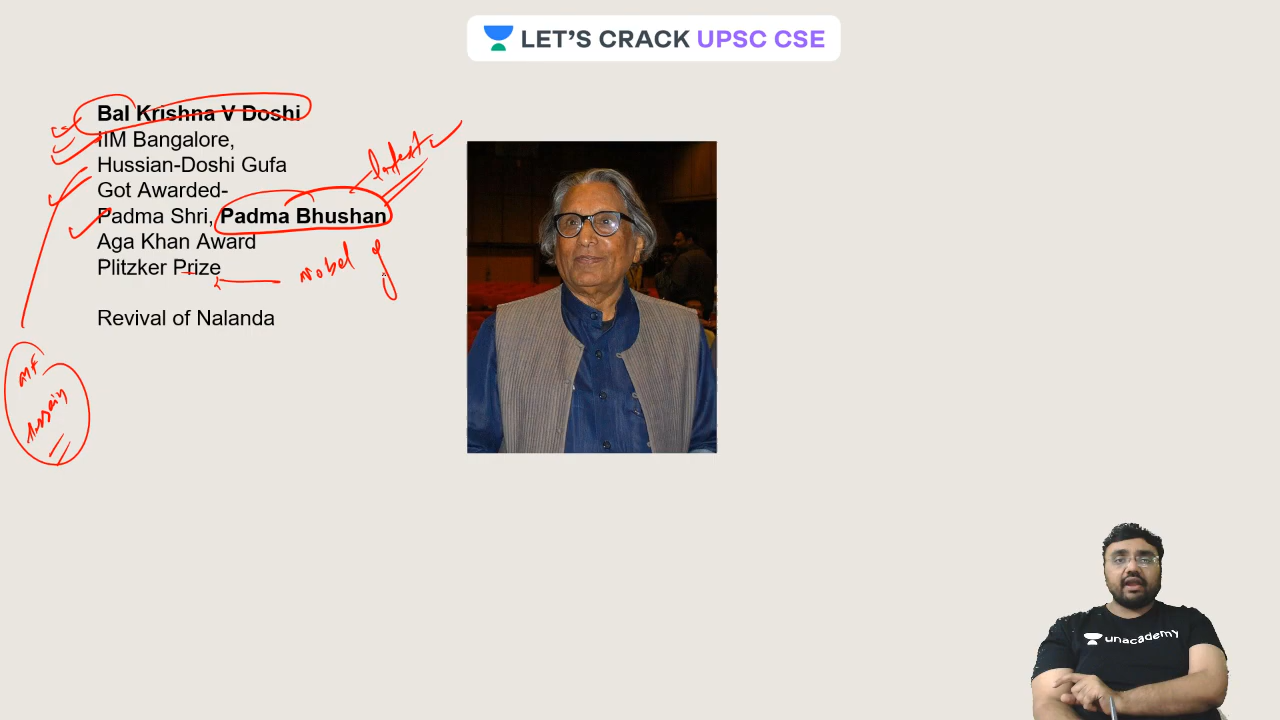 LET'S CRACK UPSC CSE
Bal Krishna V Doshi
IIM Bangalore,
Hussian-Doshi Gufa
Got Awarded-
Padma Shri, Padma Bhushan
latest
Aga Khan Award
Plitzker Prize
nobel of
Revival of Nalanda
MF
Hussain
unacademy